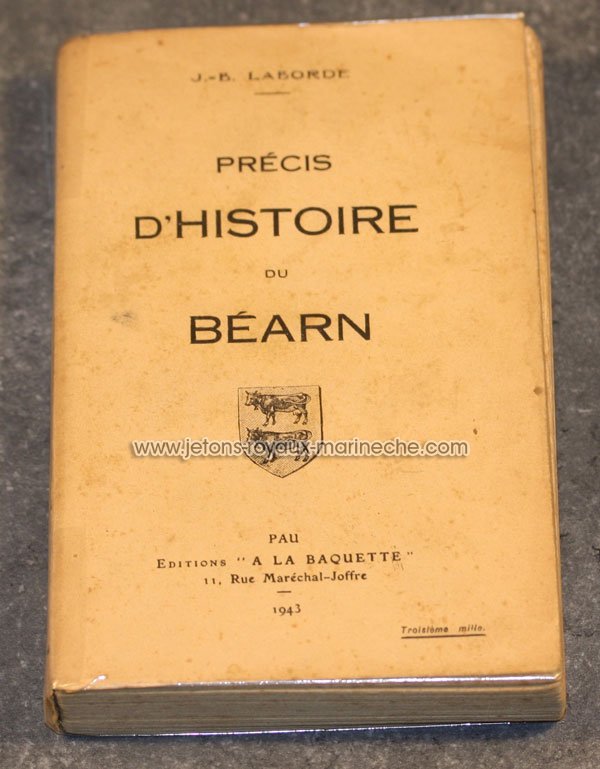 J.-B. LABORDE
PRÉCIS
D'HISTOIRE
DU
BÉARN
www.jetons-royaux-marineche.com
PAU
EDITIONS "A LA BAQUETTE"
11, Rue Maréchal-Joffre
1943
Troisième mille.